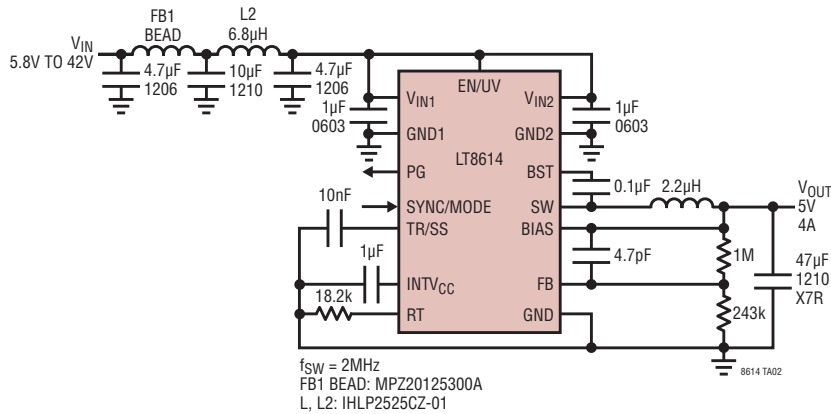 FB1
BEAD
L2
6.8µH
VIN
5.8V TO 42V
4.7µF
1206
10µF
1210
4.7µF
1206
1µF
0603
VIN1
EN/UV
VIN2
1µF
0603
GND1
GND2
LT8614
PG
BST
0.1µF
2.2µH
VOUT
5V
4A
10nF
SYNC/MODE
SW
TR/SS
BIAS
1µF
4.7pF
1M
47µF
1210
X7R
INTVCC
FB
18.2k
RT
GND
243k
8614 TA02
fSW = 2MHz
FB1 BEAD: MPZ20125300A
L, L2: IHLP2525CZ-01